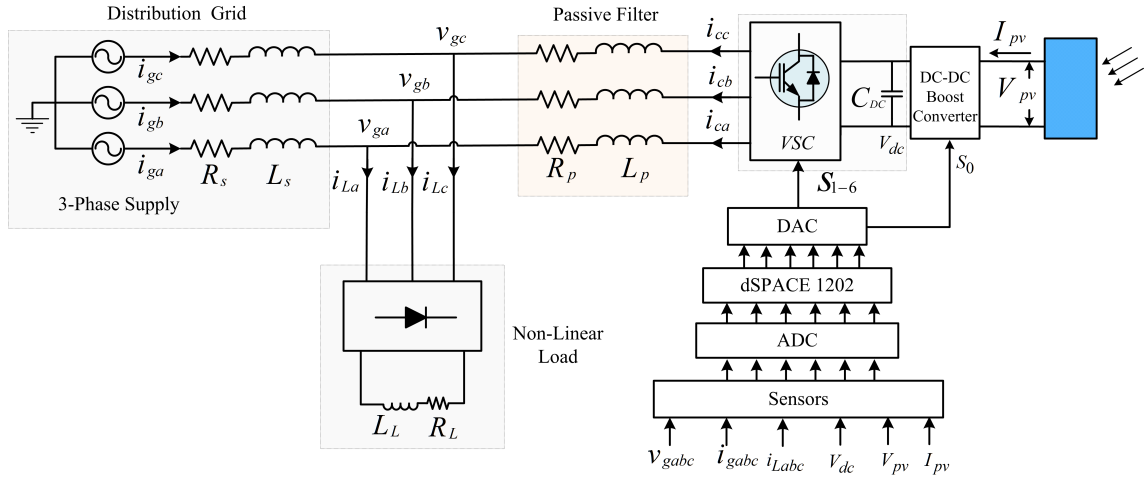 Distribution Grid
Passive Filter
i_gc
i_gb
i_ga
R_s
L_s
3-Phase Supply
v_gc
v_gb
v_ga
i_La
i_Lb
i_Lc
R_p
L_p
i_cc
i_cb
i_ca
VSC
C_DC
V_dc
DC-DC
Boost
Converter
I_pv
V_pv
S_1-6
S_0
DAC
dSPACE 1202
ADC
Sensors
Non-Linear
Load
L_L
R_L
v_gabc
i_gabc
i_Labc
V_dc
V_pv
I_pv